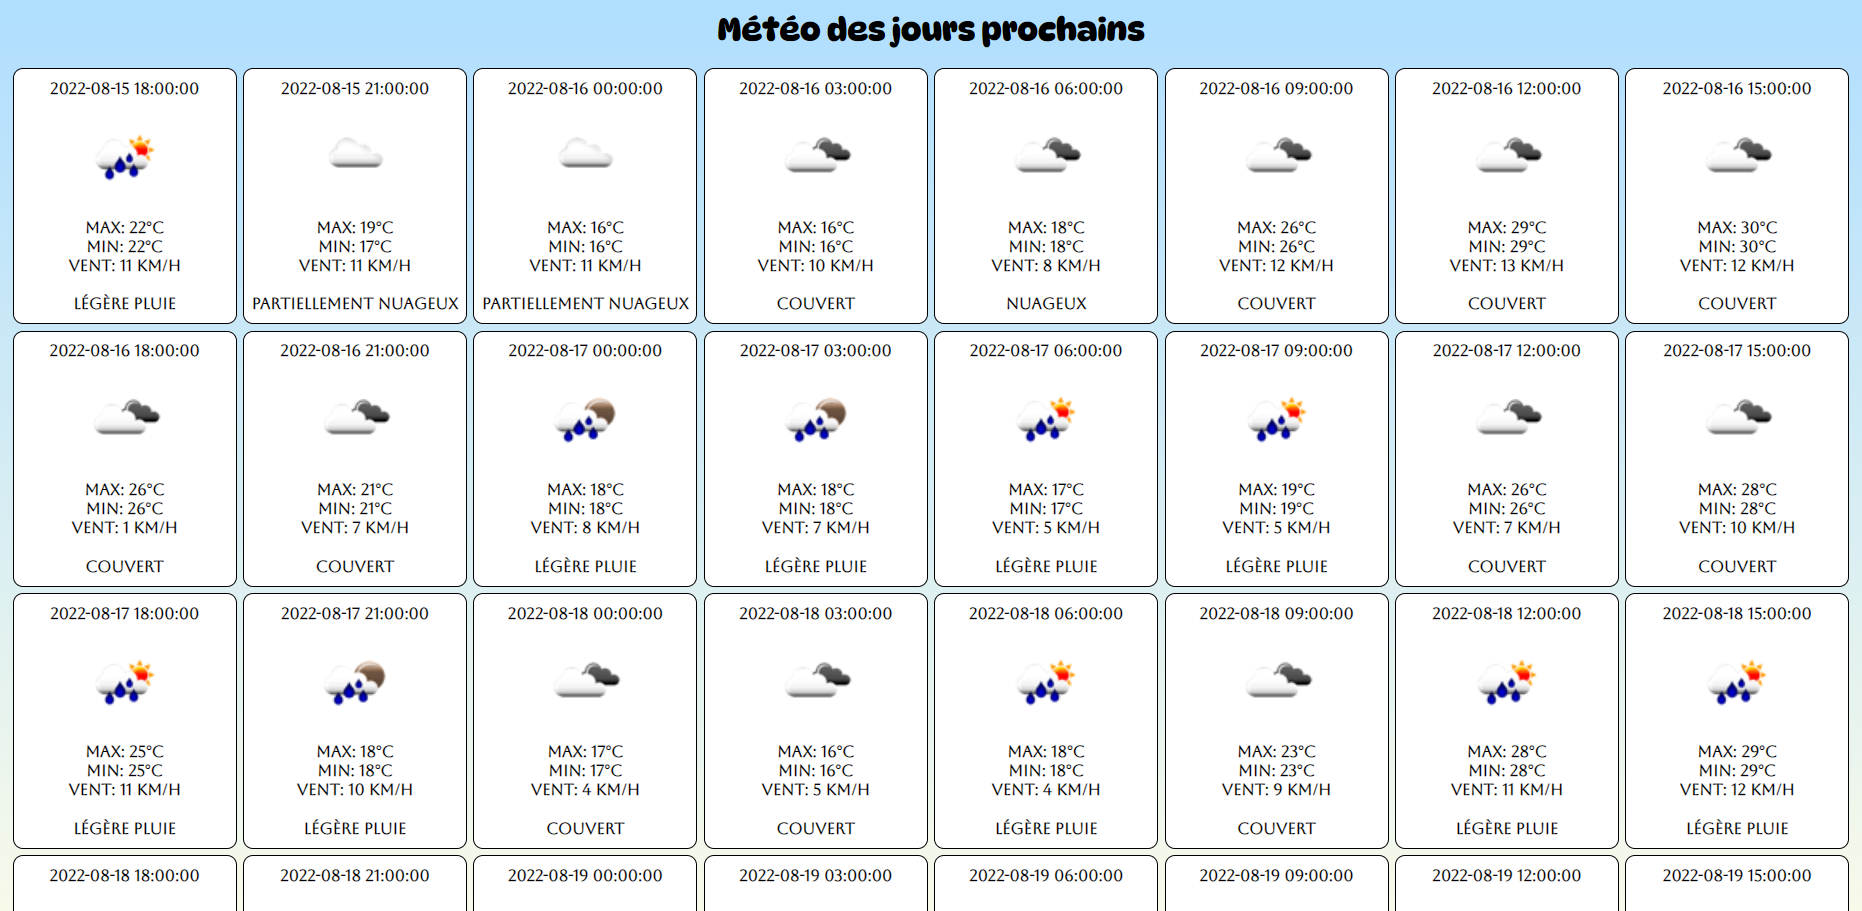 Météo des jours prochains
2022-08-15 18:00:00
MAX: 22°C
MIN: 22°C
VENT: 11 KM/H
LÉGÈRE PLUIE
2022-08-15 21:00:00
MAX: 19°C
MIN: 17°C
VENT: 11 KM/H
PARTIELLEMENT NUAGEUX
2022-08-16 00:00:00
MAX: 16°C
MIN: 16°C
VENT: 11 KM/H
PARTIELLEMENT NUAGEUX
2022-08-16 03:00:00
MAX: 16°C
MIN: 16°C
VENT: 10 KM/H
COUVERT
2022-08-16 06:00:00
MAX: 18°C
MIN: 18°C
VENT: 8 KM/H
NUAGEUX
2022-08-16 09:00:00
MAX: 26°C
MIN: 26°C
VENT: 12 KM/H
COUVERT
2022-08-16 12:00:00
MAX: 29°C
MIN: 29°C
VENT: 13 KM/H
COUVERT
2022-08-16 15:00:00
MAX: 30°C
MIN: 30°C
VENT: 12 KM/H
COUVERT
2022-08-16 18:00:00
MAX: 26°C
MIN: 26°C
VENT: 1 KM/H
COUVERT
2022-08-16 21:00:00
MAX: 21°C
MIN: 21°C
VENT: 7 KM/H
COUVERT
2022-08-17 00:00:00
MAX: 18°C
MIN: 18°C
VENT: 8 KM/H
LÉGÈRE PLUIE
2022-08-17 03:00:00
MAX: 18°C
MIN: 18°C
VENT: 7 KM/H
LÉGÈRE PLUIE
2022-08-17 06:00:00
MAX: 17°C
MIN: 17°C
VENT: 5 KM/H
LÉGÈRE PLUIE
2022-08-17 09:00:00
MAX: 19°C
MIN: 19°C
VENT: 5 KM/H
LÉGÈRE PLUIE
2022-08-17 12:00:00
MAX: 26°C
MIN: 26°C
VENT: 7 KM/H
COUVERT
2022-08-17 15:00:00
MAX: 28°C
MIN: 28°C
VENT: 10 KM/H
COUVERT
2022-08-17 18:00:00
MAX: 25°C
MIN: 25°C
VENT: 11 KM/H
LÉGÈRE PLUIE
2022-08-17 21:00:00
MAX: 18°C
MIN: 18°C
VENT: 10 KM/H
LÉGÈRE PLUIE
2022-08-18 00:00:00
MAX: 17°C
MIN: 17°C
VENT: 4 KM/H
COUVERT
2022-08-18 03:00:00
MAX: 16°C
MIN: 16°C
VENT: 5 KM/H
COUVERT
2022-08-18 06:00:00
MAX: 18°C
MIN: 18°C
VENT: 4 KM/H
LÉGÈRE PLUIE
2022-08-18 09:00:00
MAX: 23°C
MIN: 23°C
VENT: 9 KM/H
COUVERT
2022-08-18 12:00:00
MAX: 28°C
MIN: 28°C
VENT: 11 KM/H
LÉGÈRE PLUIE
2022-08-18 15:00:00
MAX: 29°C
MIN: 29°C
VENT: 12 KM/H
LÉGÈRE PLUIE
2022-08-18 18:00:00
2022-08-18 21:00:00
2022-08-19 00:00:00
2022-08-19 03:00:00
2022-08-19 06:00:00
2022-08-19 09:00:00
2022-08-19 12:00:00
2022-08-19 15:00:00